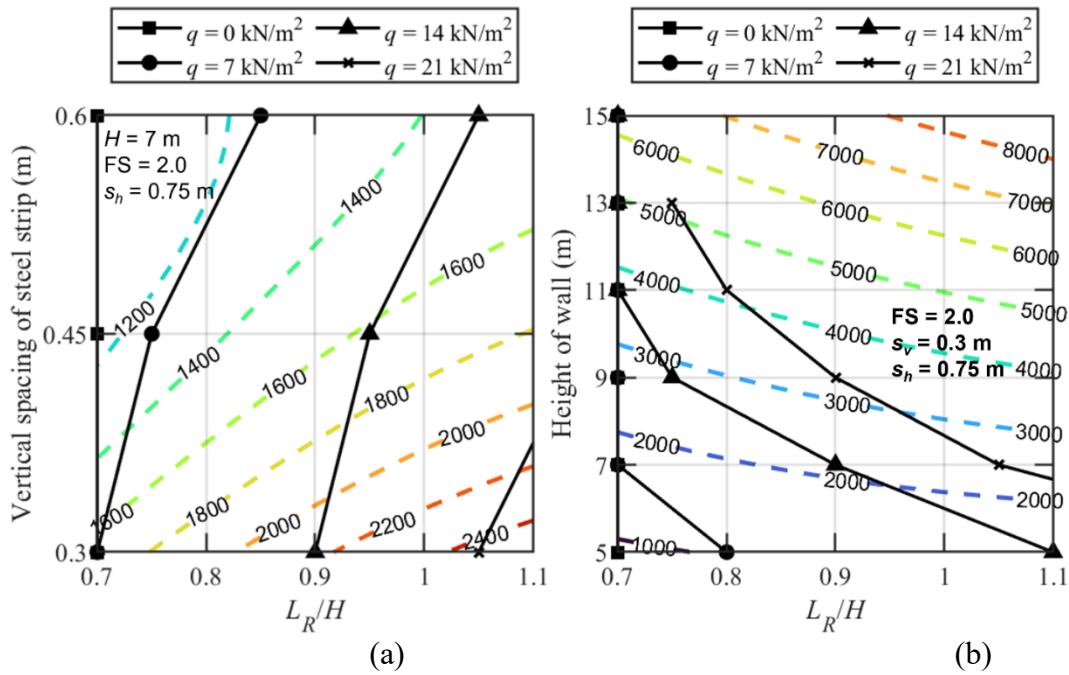 q = 0 kN/m² q = 14 kN/m²
q = 7 kN/m² q = 21 kN/m²
Vertical spacing of steel strip (m)
0.6
0.45
0.3
H = 7 m
FS = 2.0
s_h = 0.75 m
1200
1400
1400
1600
1600
1600
1800
1800
2000
2000
2200
2400
0.7 0.8 0.9 1 1.1
L_R/H
(a)
q = 0 kN/m² q = 14 kN/m²
q = 7 kN/m² q = 21 kN/m²
Height of wall (m)
15
13
11
9
7
5
6000
7000
8000
5000
6000
7000
4000
5000
6000
3000
4000
5000
2000
3000
4000
1000
2000
3000
2000
FS = 2.0
s_v = 0.3 m
s_h = 0.75 m
0.7 0.8 0.9 1 1.1
L_R/H
(b)